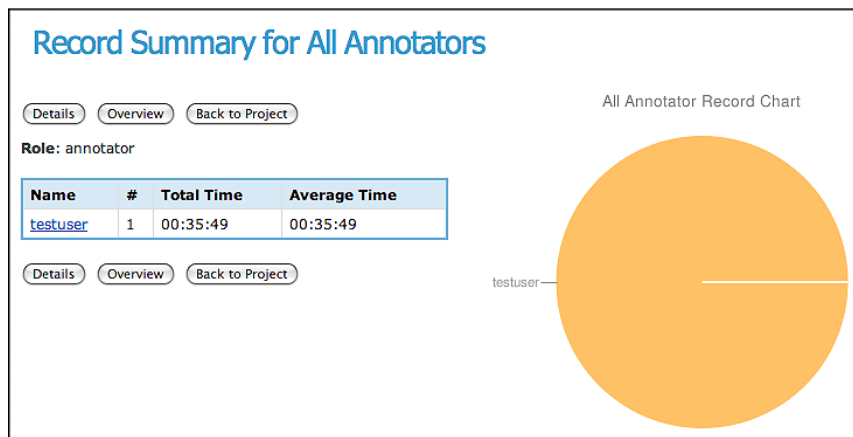 Record Summary for All Annotators
Details Overview Back to Project
Role: annotator
Name # Total Time Average Time
testuser 1 00:35:49 00:35:49
Details Overview Back to Project
All Annotator Record Chart
testuser